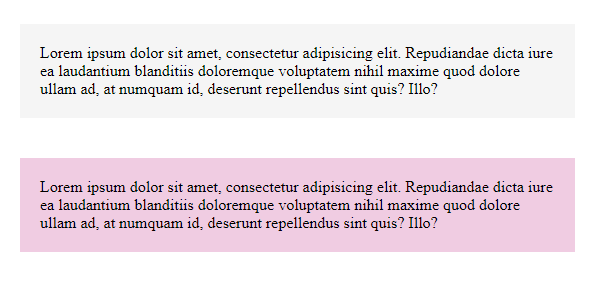 Lorem ipsum dolor sit amet, consectetur adipisicing elit. Repudiandae dicta iure
ea laudantium blanditiis doloremque voluptatem nihil maxime quod dolore
ullam ad, at numquam id, deserunt repellendus sint quis? Illo?
Lorem ipsum dolor sit amet, consectetur adipisicing elit. Repudiandae dicta iure
ea laudantium blanditiis doloremque voluptatem nihil maxime quod dolore
ullam ad, at numquam id, deserunt repellendus sint quis? Illo?